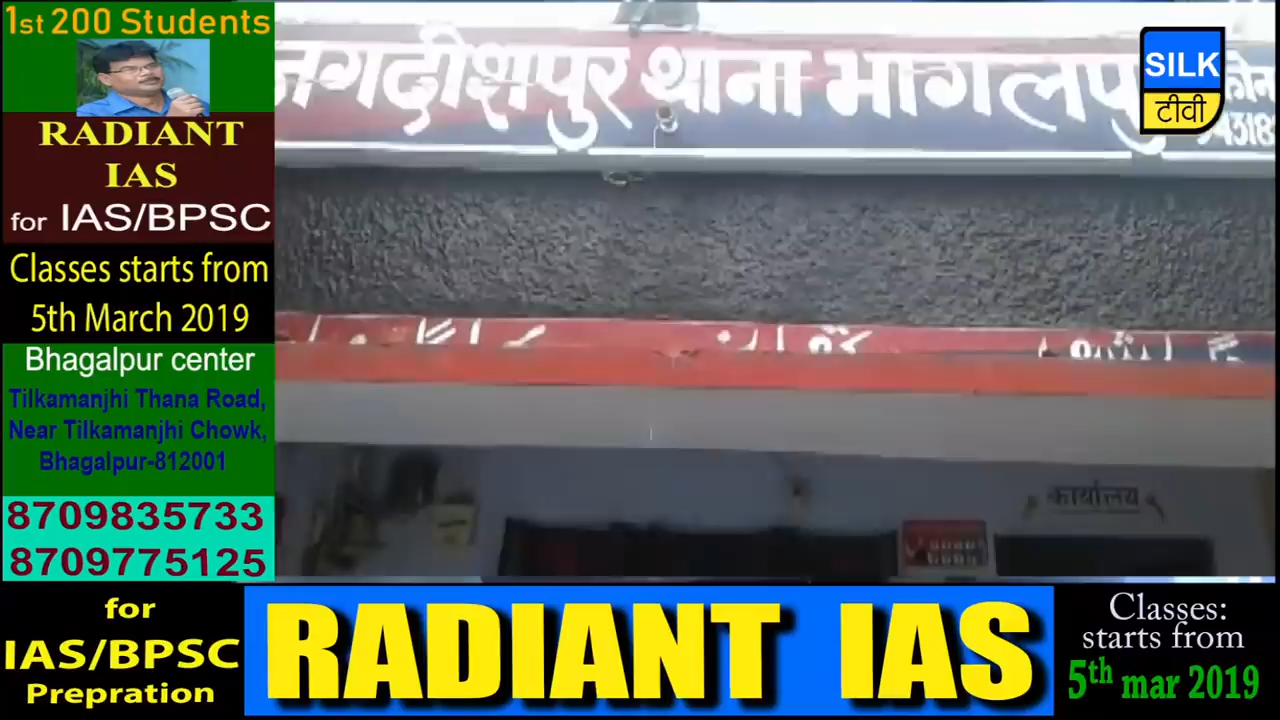 1st 200 Students
RADIANT
IAS
for IAS/BPSC
Classes starts from
5th March 2019
Bhagalpur center
Tilkamanjhi Thana Road,
Near Tilkamanjhi Chowk,
Bhagalpur-812001
8709835733
8709775125
जगदीशपुर थाना भागलपुर
SILK
टीवी
कार्यालय
for
IAS/BPSC
Prepration
RADIANT IAS
Classes:
starts from
5th mar 2019